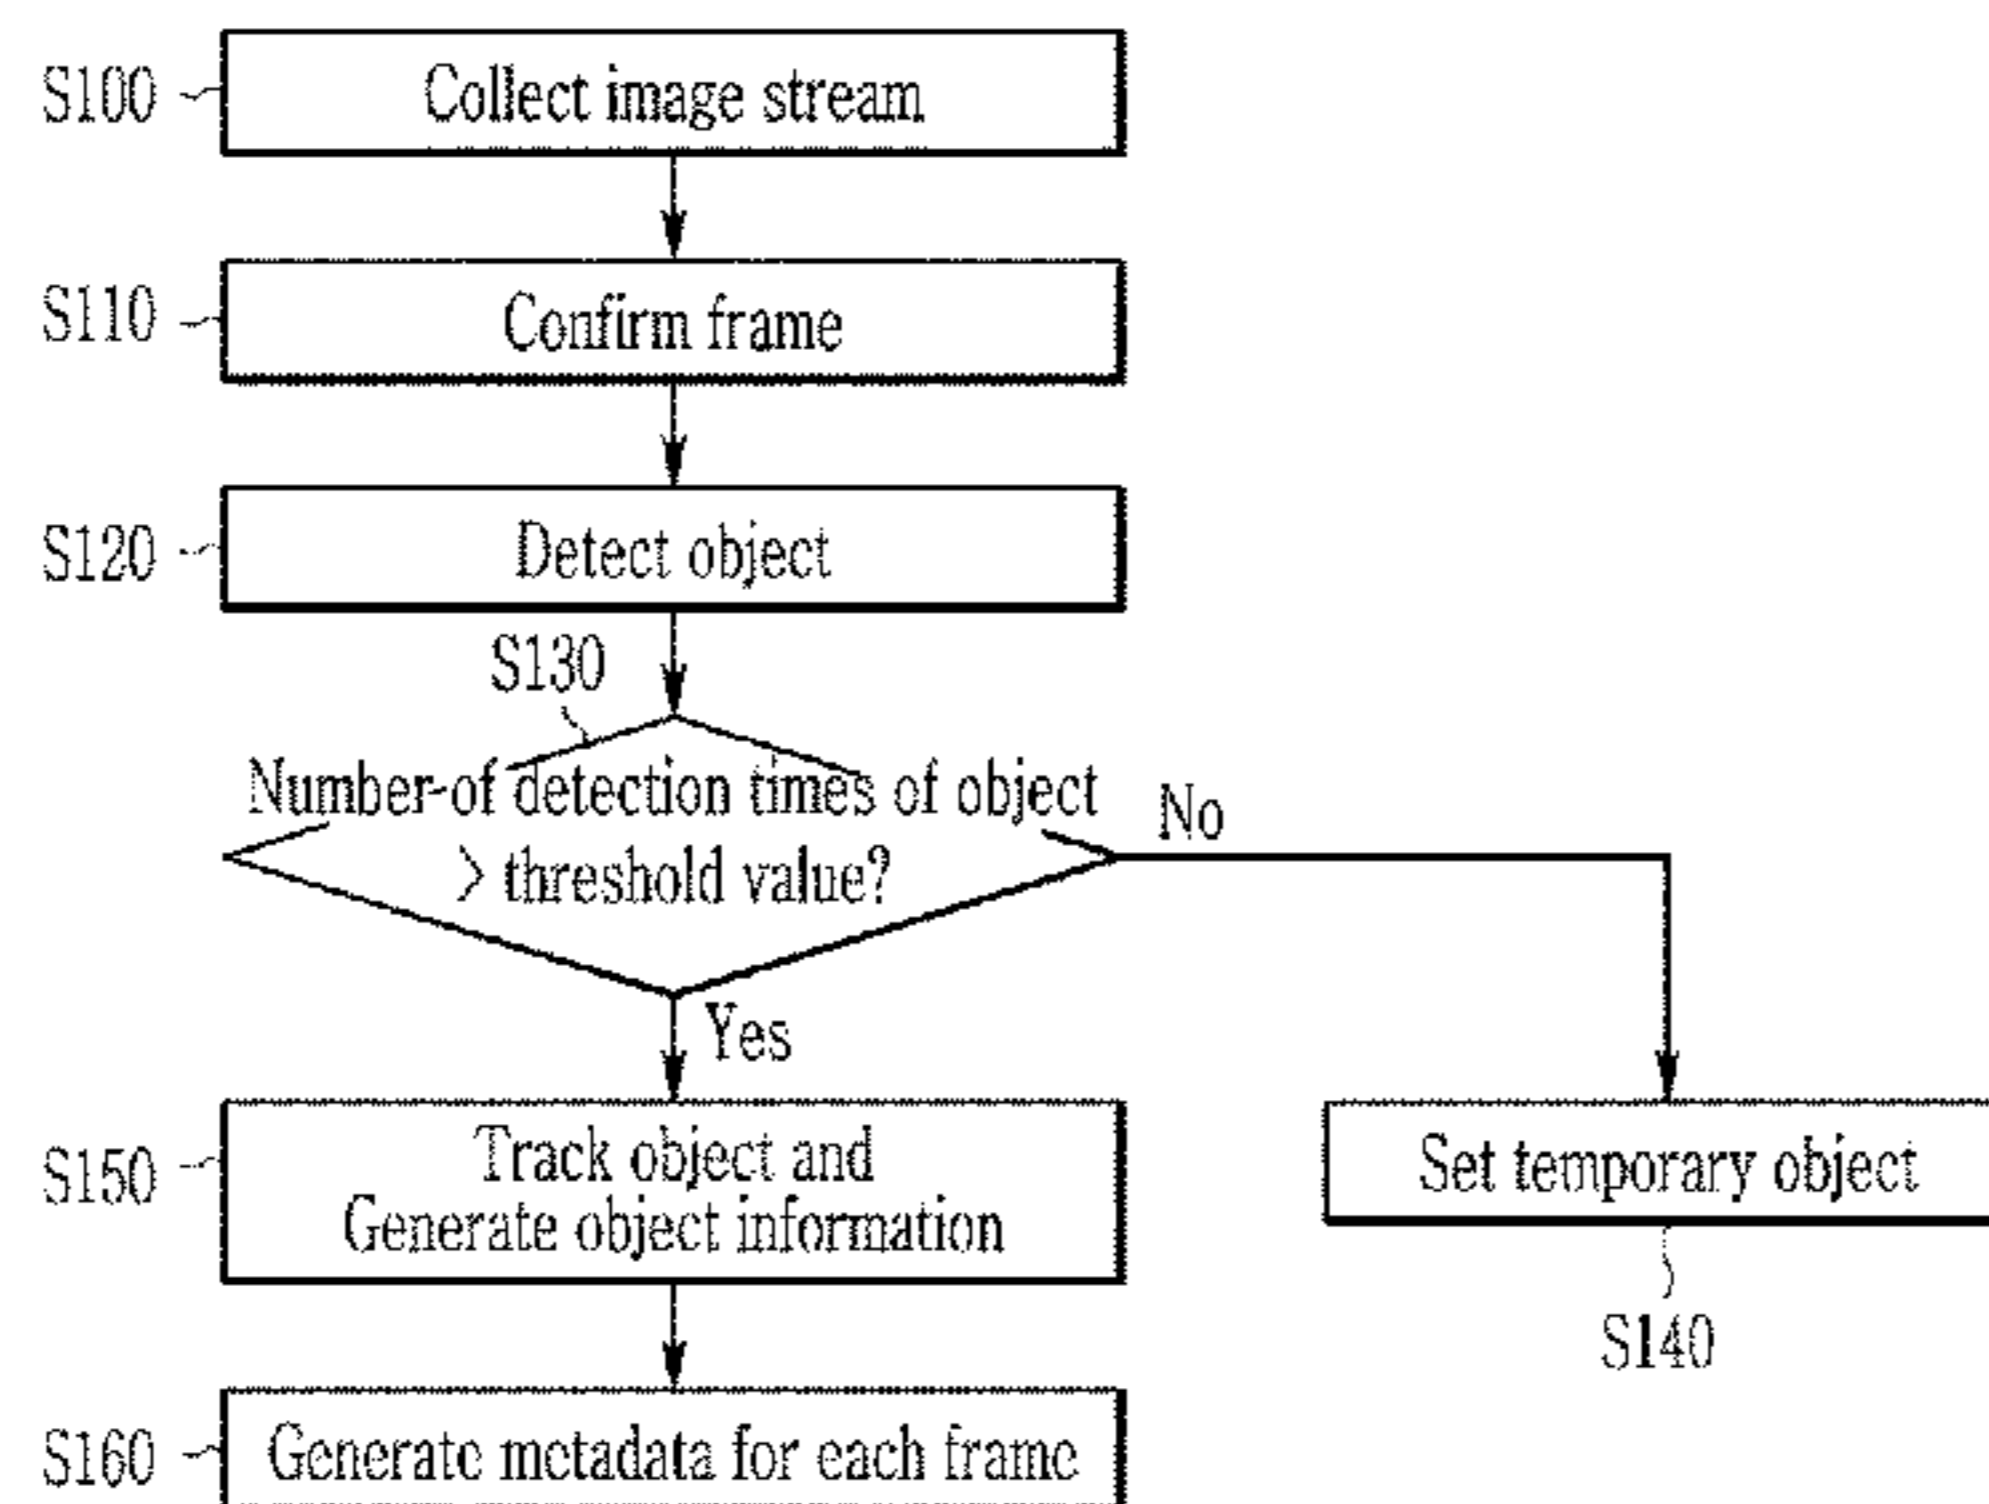 S100
Collect image stream
S110
Confirm frame
S120
Detect object
S130
Number of detection times of object
> threshold value?
No
Yes
S150
Track object and
Generate object information
Set temporary object
S140
S160
Generate metadata for each frame